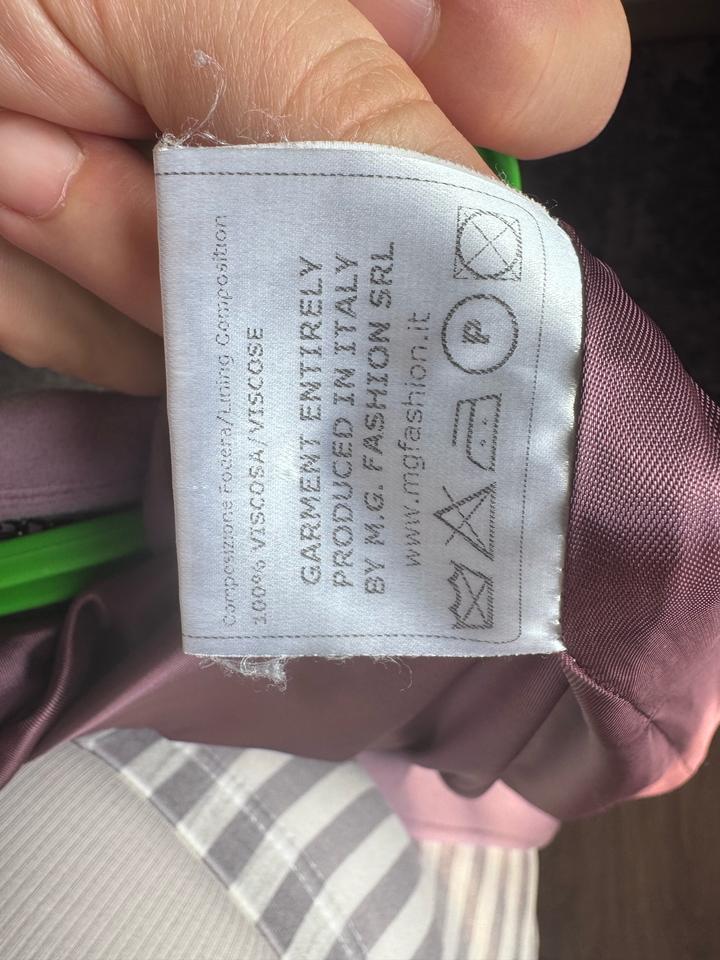 Composizione Fodera/Lining Composition
100% VISCOSA/VISCOSE
GARMENT ENTIRELY
PRODUCED IN ITALY
BY M.G. FASHION SRL
www.mgfashion.it
P